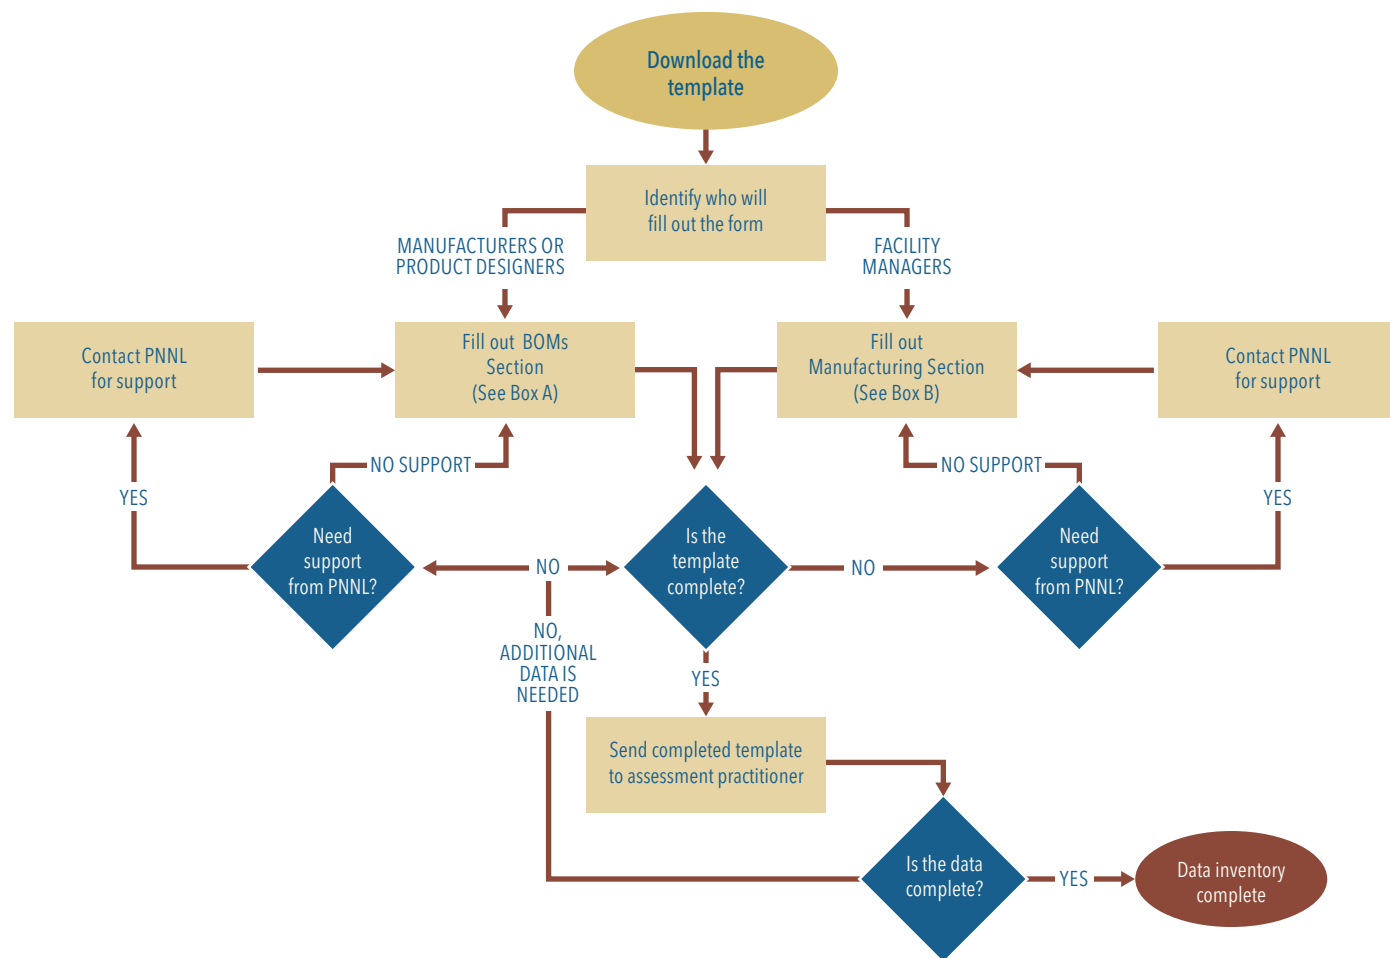 Download the
template
Identify who will
fill out the form
MANUFACTURERS OR
PRODUCT DESIGNERS
FACILITY
MANAGERS
Contact PNNL
for support
Fill out BOMs
Section
(See Box A)
Fill out
Manufacturing Section
(See Box B)
Contact PNNL
for support
NO SUPPORT
NO SUPPORT
YES
YES
Need
support
from PNNL?
NO
Is the
template
complete?
NO
Need
support
from PNNL?
NO,
ADDITIONAL
DATA IS
NEEDED
YES
Send completed template
to assessment practitioner
Is the data
complete?
YES
Data inventory
complete